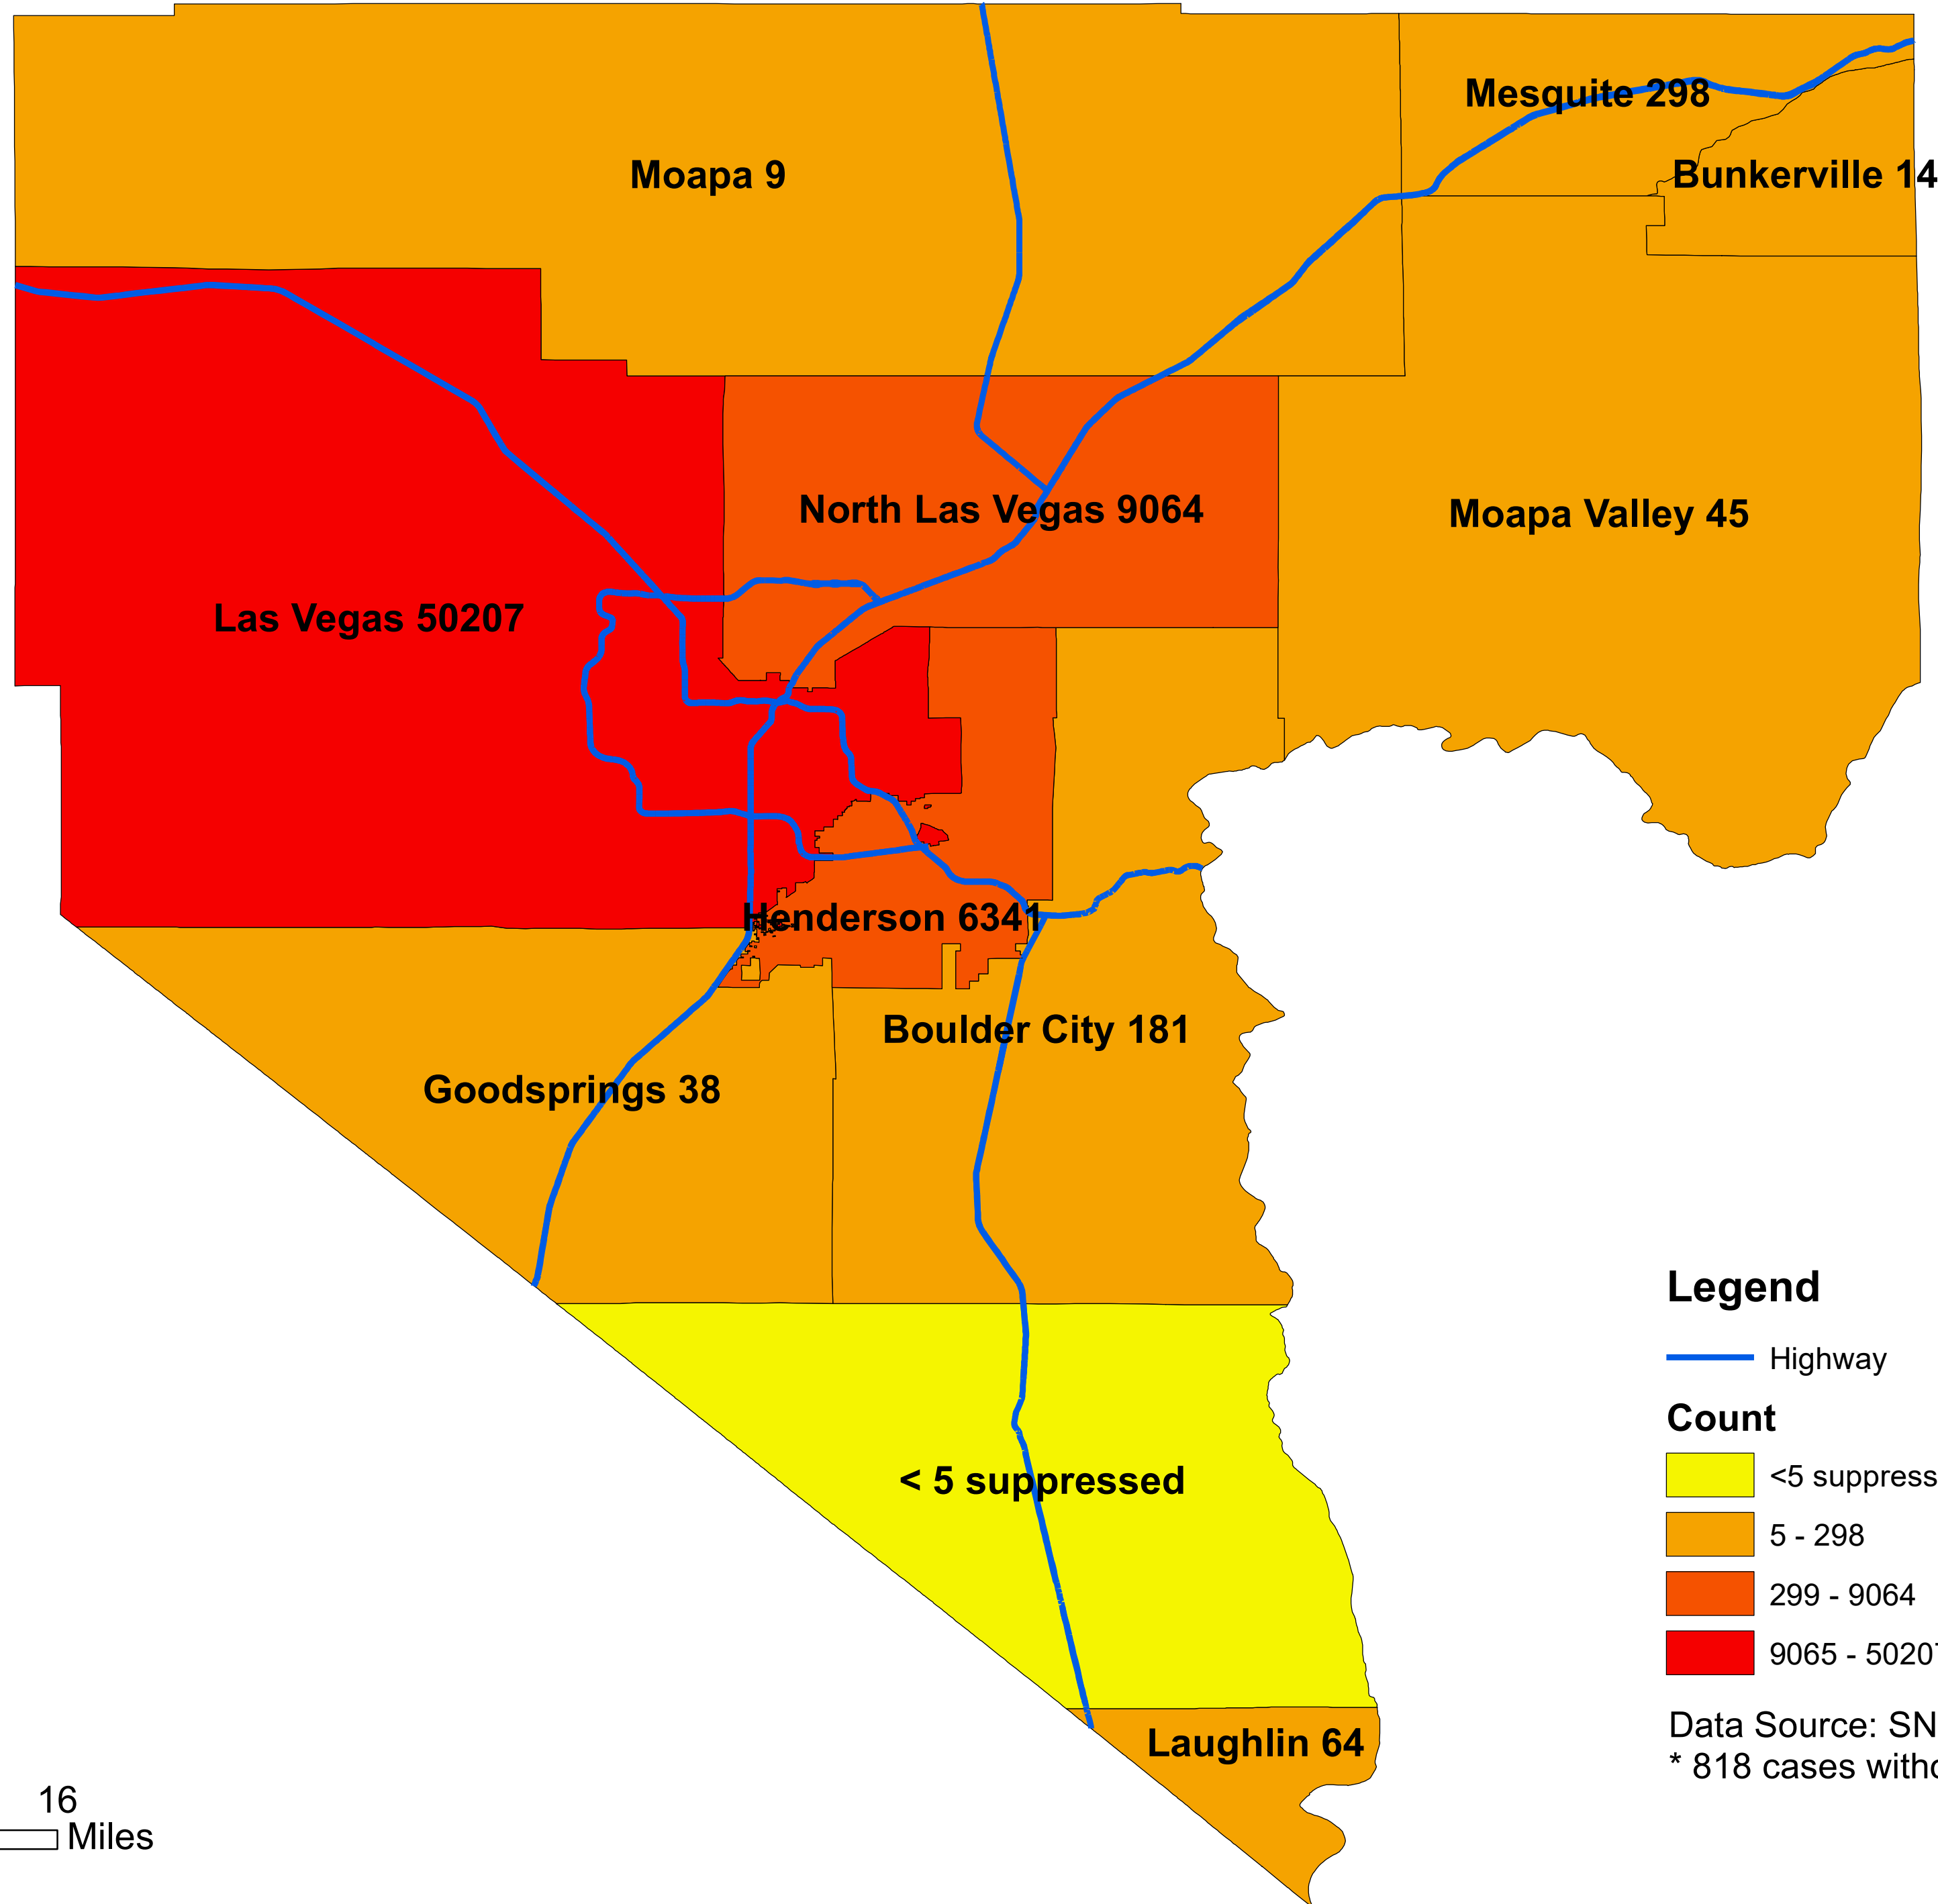 Mesquite 298
Moapa 9
Bunkerville 14
North Las Vegas 9064
Moapa Valley 45
Las Vegas 50207
Henderson 6341
Boulder City 181
Goodsprings 38
< 5 suppressed
Laughlin 64
Legend
Highway
Count
<5 suppress
5 - 298
299 - 9064
9065 - 50207
Data Source: SN
* 818 cases witho
16
Miles